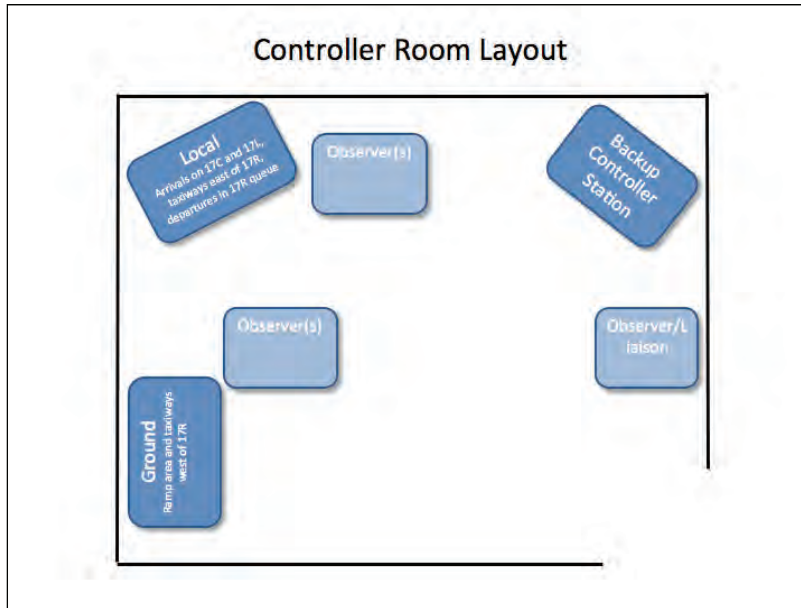 Controller Room Layout
Local
Arrivals on 17C and 17L,
taxiways east of 17R,
departures in 17R queue
Observer(s)
Backup
Controller
Station
Observer(s)
Observer/L
iaison
Ground
Ramp area and taxiways
west of 17R